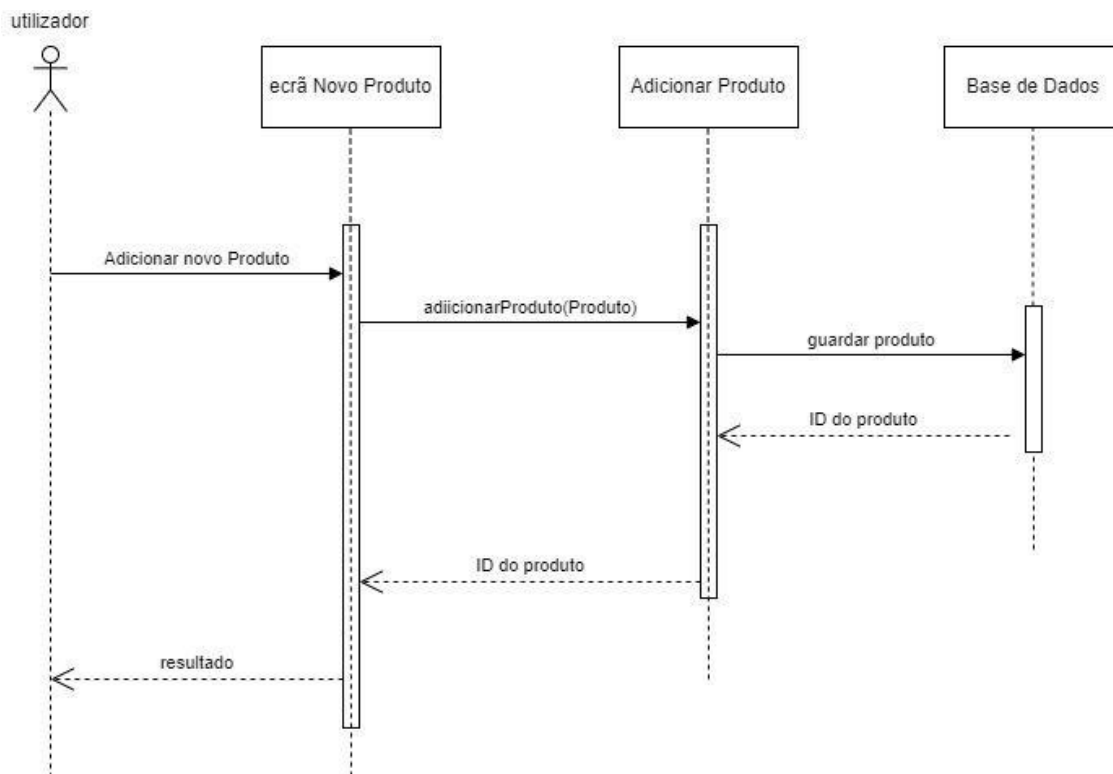 utilizador
ecrã Novo Produto
Adicionar Produto
Base de Dados
Adicionar novo Produto
adiicionarProduto(Produto)
guardar produto
ID do produto
ID do produto
resultado